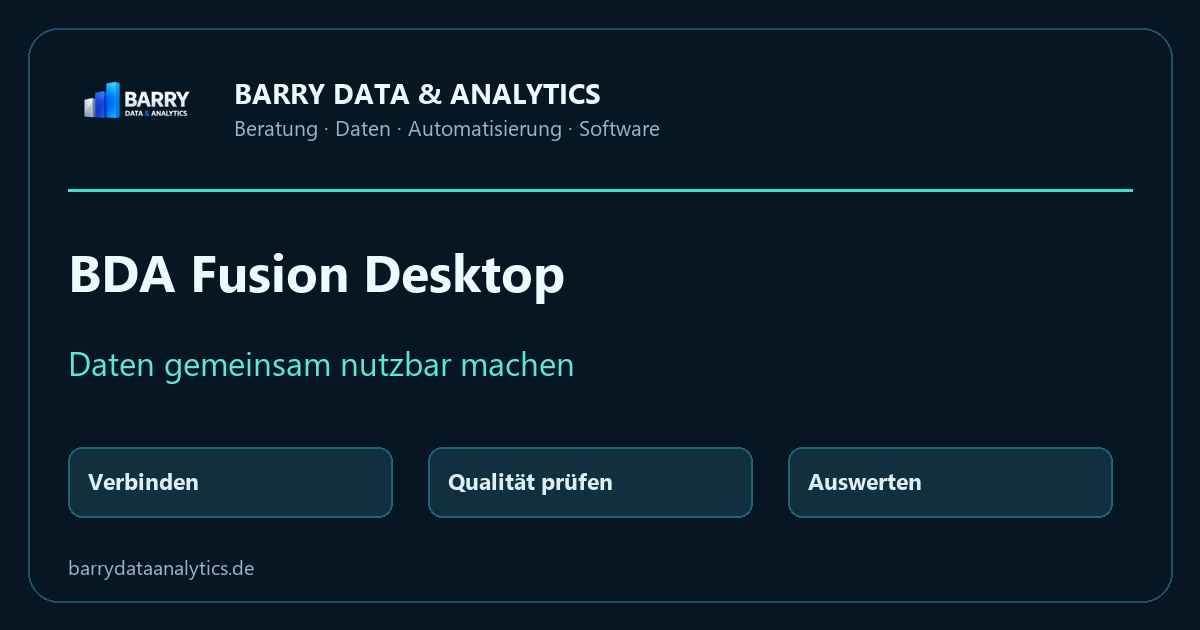 BARRY
DATA & ANALYTICS
BARRY DATA & ANALYTICS
Beratung · Daten · Automatisierung · Software
BDA Fusion Desktop
Daten gemeinsam nutzbar machen
Verbinden
Qualität prüfen
Auswerten
barrydataanalytics.de